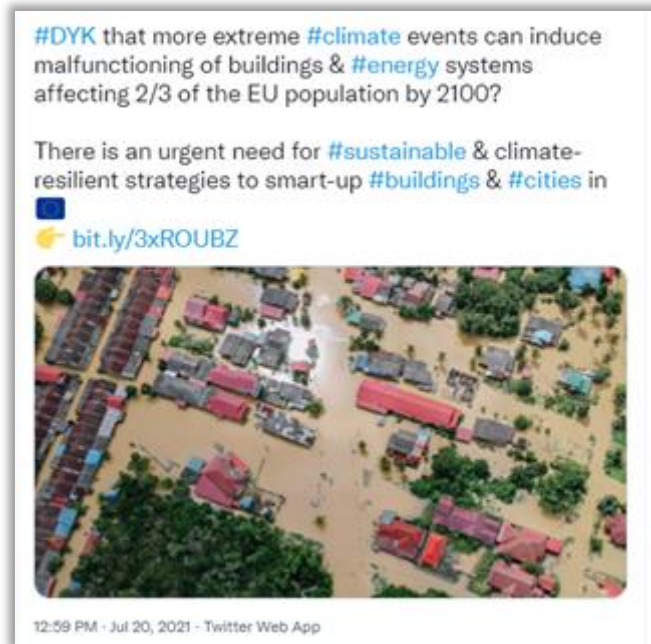 #DYK that more extreme #climate events can induce
malfunctioning of buildings & #energy systems
affecting 2/3 of the EU population by 2100?
There is an urgent need for #sustainable & climate-
resilient strategies to smart-up #buildings & #cities in
🇪🇺
👉 bit.ly/3xROUBZ
12:59 PM · Jul 20, 2021 · Twitter Web App